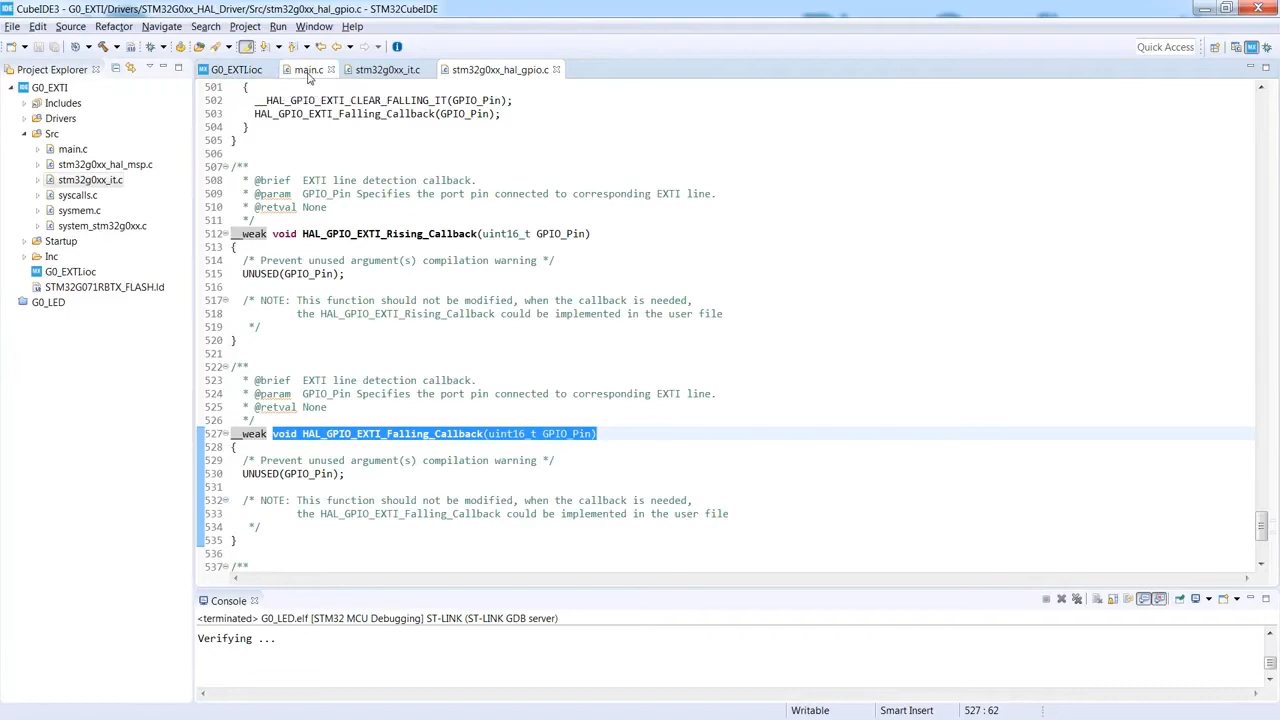 CubeIDE3 - G0_EXTI/Drivers/STM32G0xx_HAL_Driver/Src/stm32g0xx_hal_gpio.c - STM32CubeIDE
File Edit Source Refactor Navigate Search Project Run Window Help
Quick Access
Project Explorer
G0_EXTI.ioc main.c stm32g0xx_it.c stm32g0xx_hal_gpio.c
G0_EXTI
Includes
Drivers
Src
main.c
stm32g0xx_hal_msp.c
stm32g0xx_it.c
syscalls.c
sysmem.c
system_stm32g0xx.c
Startup
Inc
G0_EXTI.ioc
STM32G071RBTX_FLASH.ld
G0_LED
501 {
502 __HAL_GPIO_EXTI_CLEAR_FALLING_IT(GPIO_Pin);
503 HAL_GPIO_EXTI_Falling_Callback(GPIO_Pin);
504 }
505 }
506
507 /**
508 * @brief EXTI line detection callback.
509 * @param GPIO_Pin Specifies the port pin connected to corresponding EXTI line.
510 * @retval None
511 */
512 __weak void HAL_GPIO_EXTI_Rising_Callback(uint16_t GPIO_Pin)
513 {
514 /* Prevent unused argument(s) compilation warning */
515 UNUSED(GPIO_Pin);
516
517 /* NOTE: This function should not be modified, when the callback is needed,
518 the HAL_GPIO_EXTI_Rising_Callback could be implemented in the user file
519 */
520 }
521
522 /**
523 * @brief EXTI line detection callback.
524 * @param GPIO_Pin Specifies the port pin connected to corresponding EXTI line.
525 * @retval None
526 */
527 __weak void HAL_GPIO_EXTI_Falling_Callback(uint16_t GPIO_Pin)
528 {
529 /* Prevent unused argument(s) compilation warning */
530 UNUSED(GPIO_Pin);
531
532 /* NOTE: This function should not be modified, when the callback is needed,
533 the HAL_GPIO_EXTI_Falling_Callback could be implemented in the user file
534 */
535 }
536
537 /**
Console
<terminated> G0_LED.elf [STM32 MCU Debugging] ST-LINK (ST-LINK GDB server)
Verifying ...
Writable Smart Insert 527 : 62